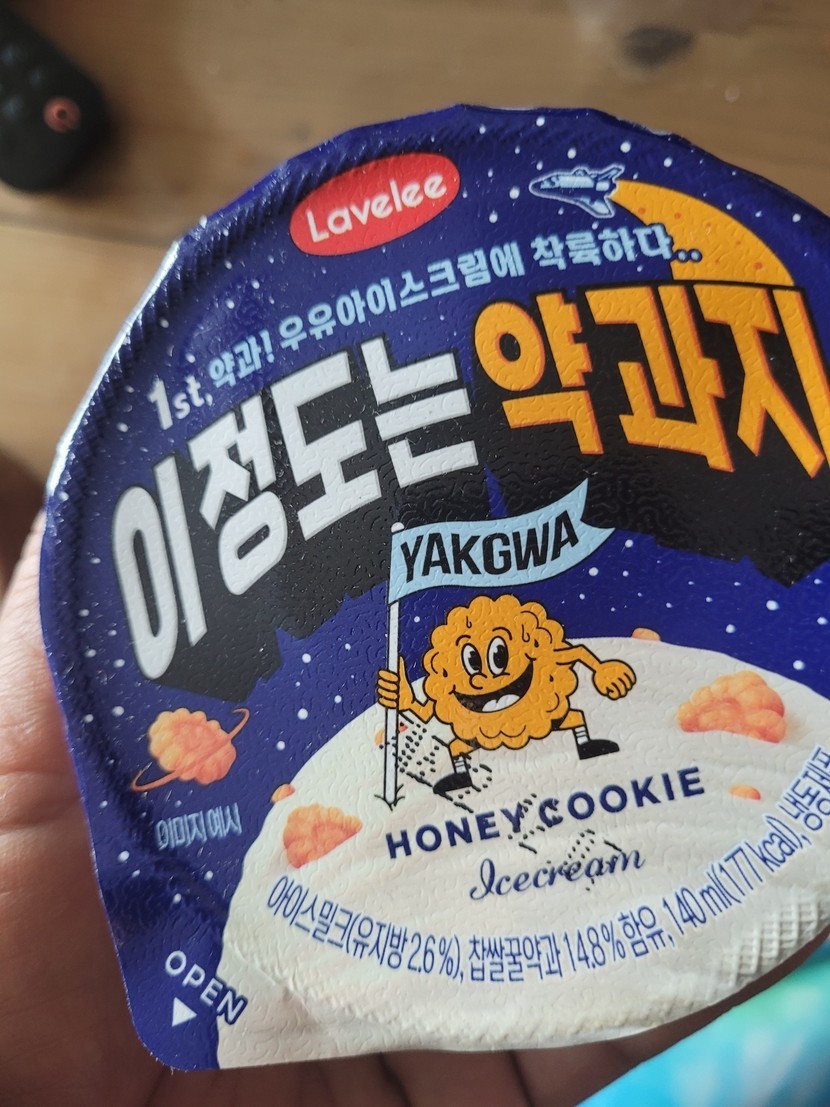 Lavelee
1st, 약과! 우유아이스크림에 착륙하다..
이정도는 약과지
YAKGWA
이미지 예시
HONEY COOKIE
Icecream
아이스밀크(유지방 2.6%), 찹쌀꿀약과 14.8% 함유, 140ml(177 kcal), 냉동제품
OPEN